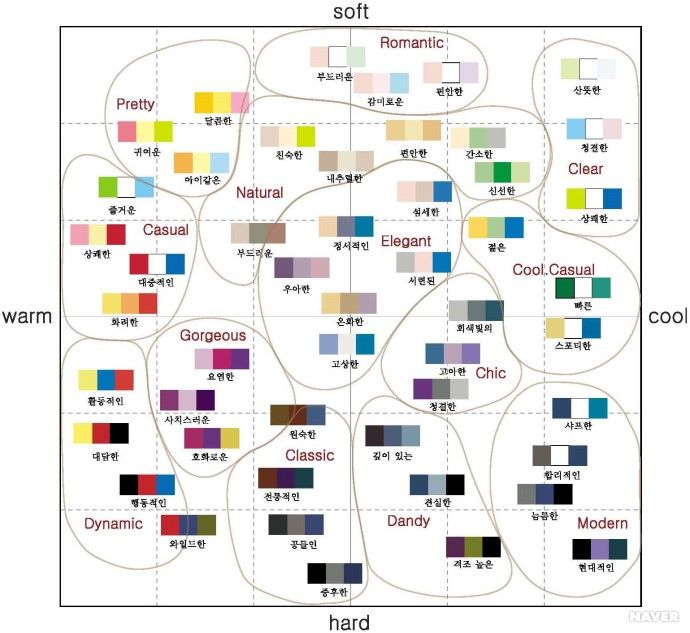 soft
Romantic
부드러운
감미로운
편안한
산뜻한
Pretty
달콤한
귀여운
아이같은
친숙한
편안한
간소한
청결한
Clear
내추럴한
신선한
상쾌한
즐거운
Natural
섬세한
Casual
상쾌한
대중적인
화려한
부드러운
정서적인
Elegant
우아한
서련된
젊은
Cool.Casual
빠른
스포티한
warm
cool
온화한
고상한
회색빛의
고아한
Chic
청결한
Gorgeous
요염한
사치스러운
호화로운
활동적인
대담한
행동적인
Dynamic
와일드한
원숙한
Classic
전통적인
공들인
중후한
깊이 있는
견실한
Dandy
격조 높은
샤프한
합리적인
늠름한
Modern
현대적인
hard
NAVER